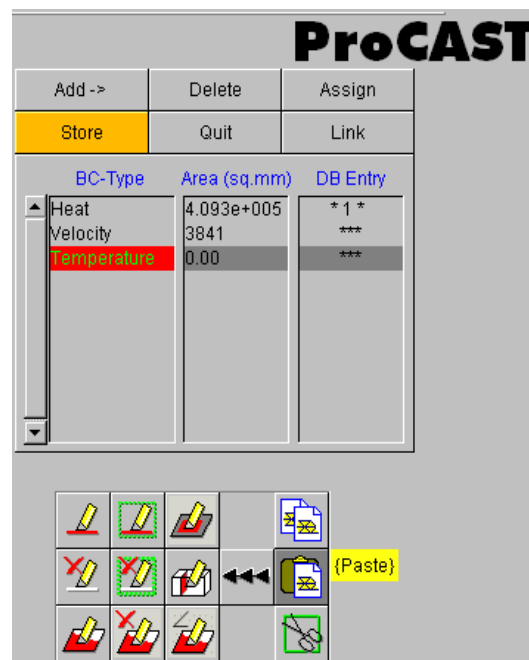 ProCAST
Add -> Delete Assign
Store Quit Link
BC-Type Area (sq.mm) DB Entry
Heat 4.093e+005 * 1 *
Velocity 3841 ***
Temperature 0.00 ***
{Paste}